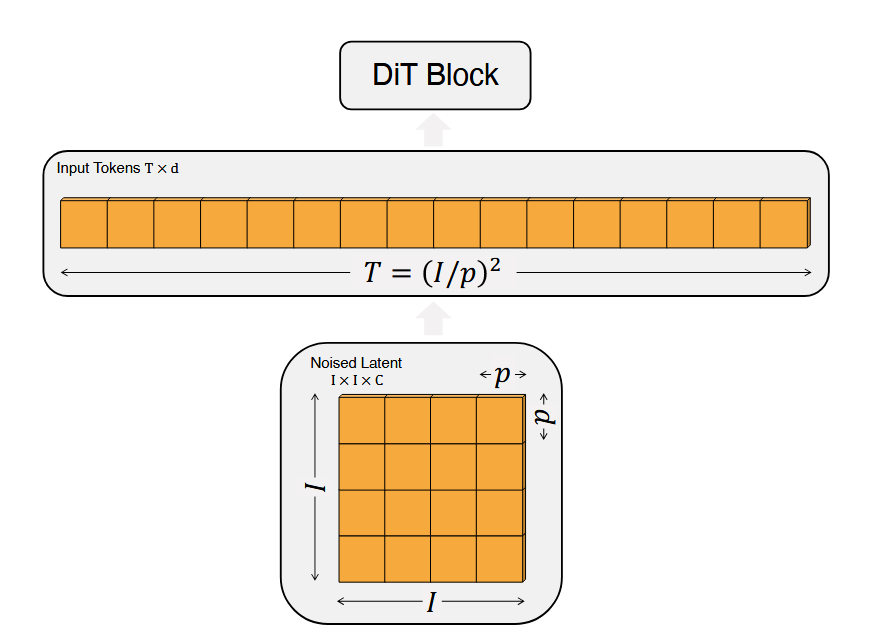 DiT Block
Input Tokens T × d
T = (I/p)²
Noised Latent
I × I × C
p
p
I
I